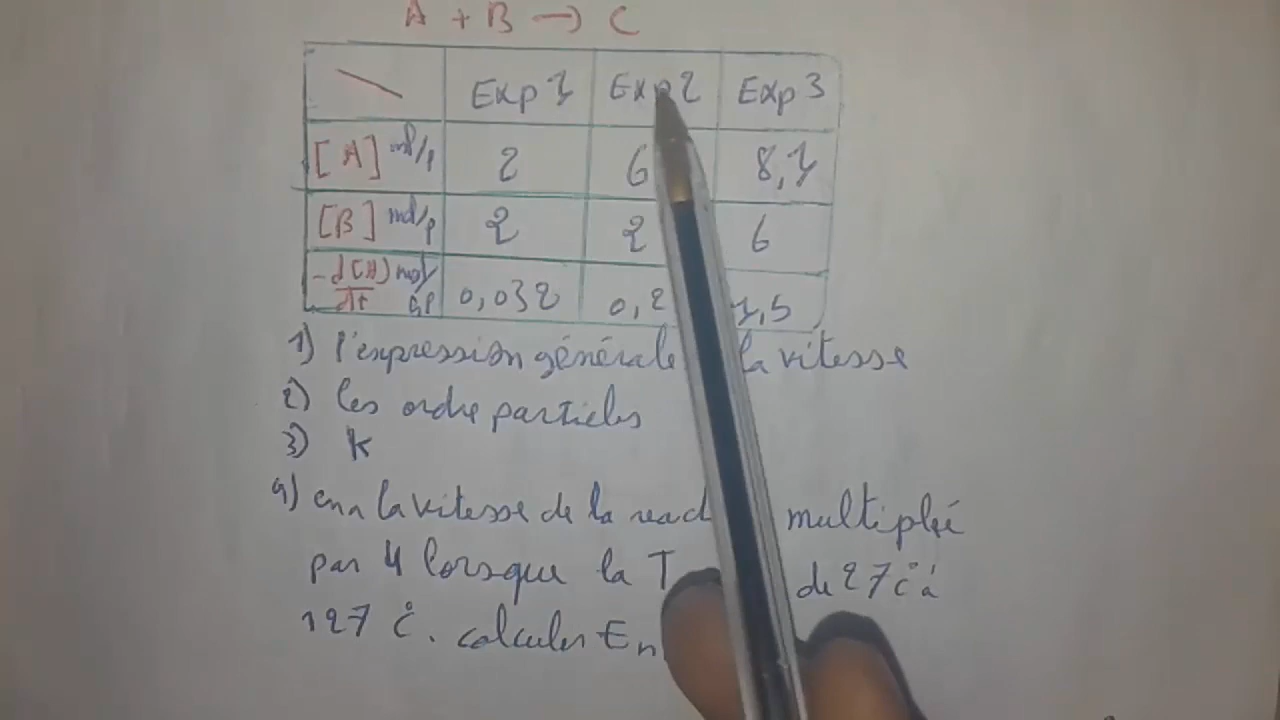 A + B → C
Exp 1 Exp 2 Exp 3
[A] mol/l 2 6 8,1
[B] mol/l 2 2 6
-d[A]/dt mol/ 0,032 0,2 1,5
1) l'expression générale la vitesse
2) les ordre partiels
3) K
4) la vitesse de la reac multiplié
par 4 lorsque la T de 27 c° à
127 c°. calculer